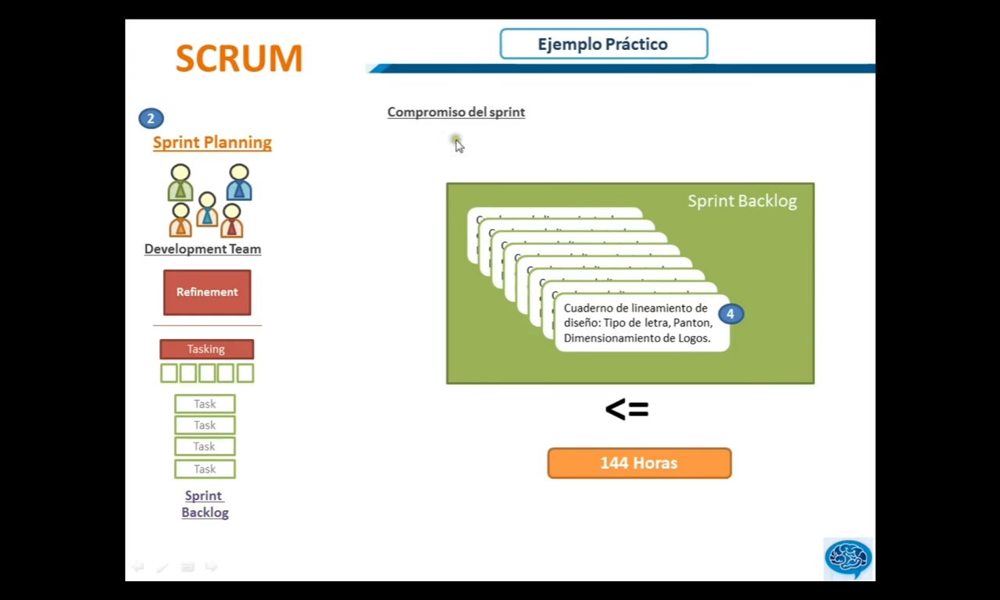 SCRUM
Ejemplo Práctico
2
Sprint Planning
Development Team
Refinement
Tasking
Task
Task
Task
Task
Sprint
Backlog
Compromiso del sprint
Sprint Backlog
Cuaderno de lineamiento de
diseño: Tipo de letra, Panton,
Dimensionamiento de Logos.
4
<=
144 Horas